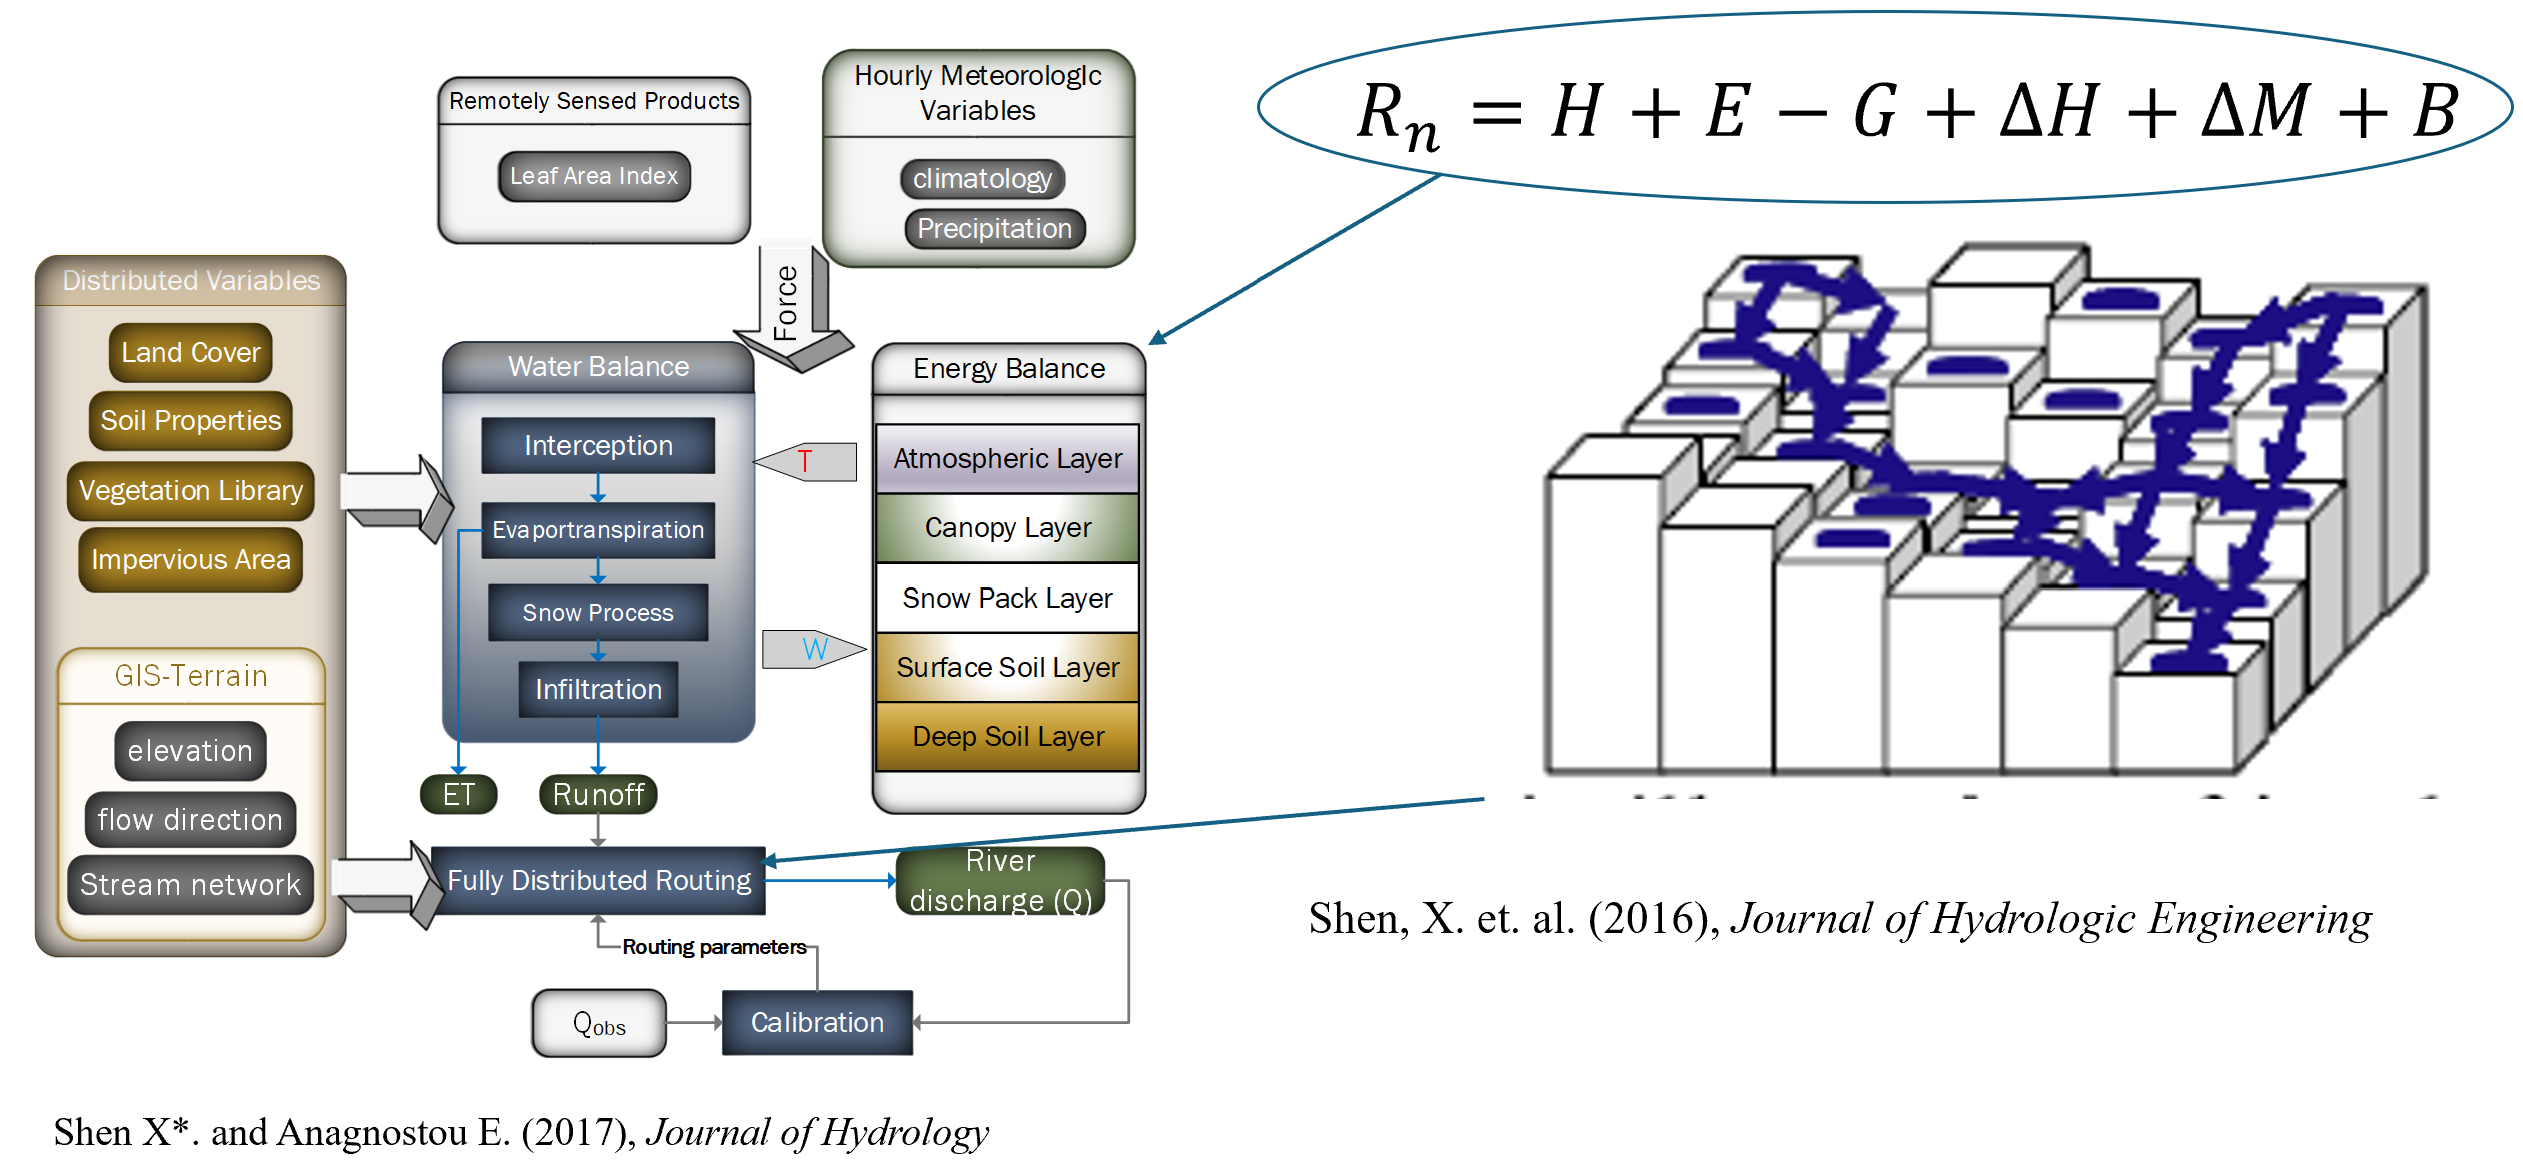 Remotely Sensed Products
Leaf Area Index
Hourly MeteorologIc
Variables
climatology
Precipitation
R_n = H + E − G + ΔH + ΔM + B
Force
Distributed Variables
Land Cover
Soil Properties
Vegetation Library
Impervious Area
GIS-Terrain
elevation
flow direction
Stream network
Water Balance
Interception
Evaportranspiration
Snow Process
Infiltration
T
W
Energy Balance
Atmospheric Layer
Canopy Layer
Snow Pack Layer
Surface Soil Layer
Deep Soil Layer
ET
Runoff
Fully Distributed Routing
River
discharge (Q)
Routing parameters
Qobs
Calibration
Shen, X. et. al. (2016), Journal of Hydrologic Engineering
Shen X*. and Anagnostou E. (2017), Journal of Hydrology